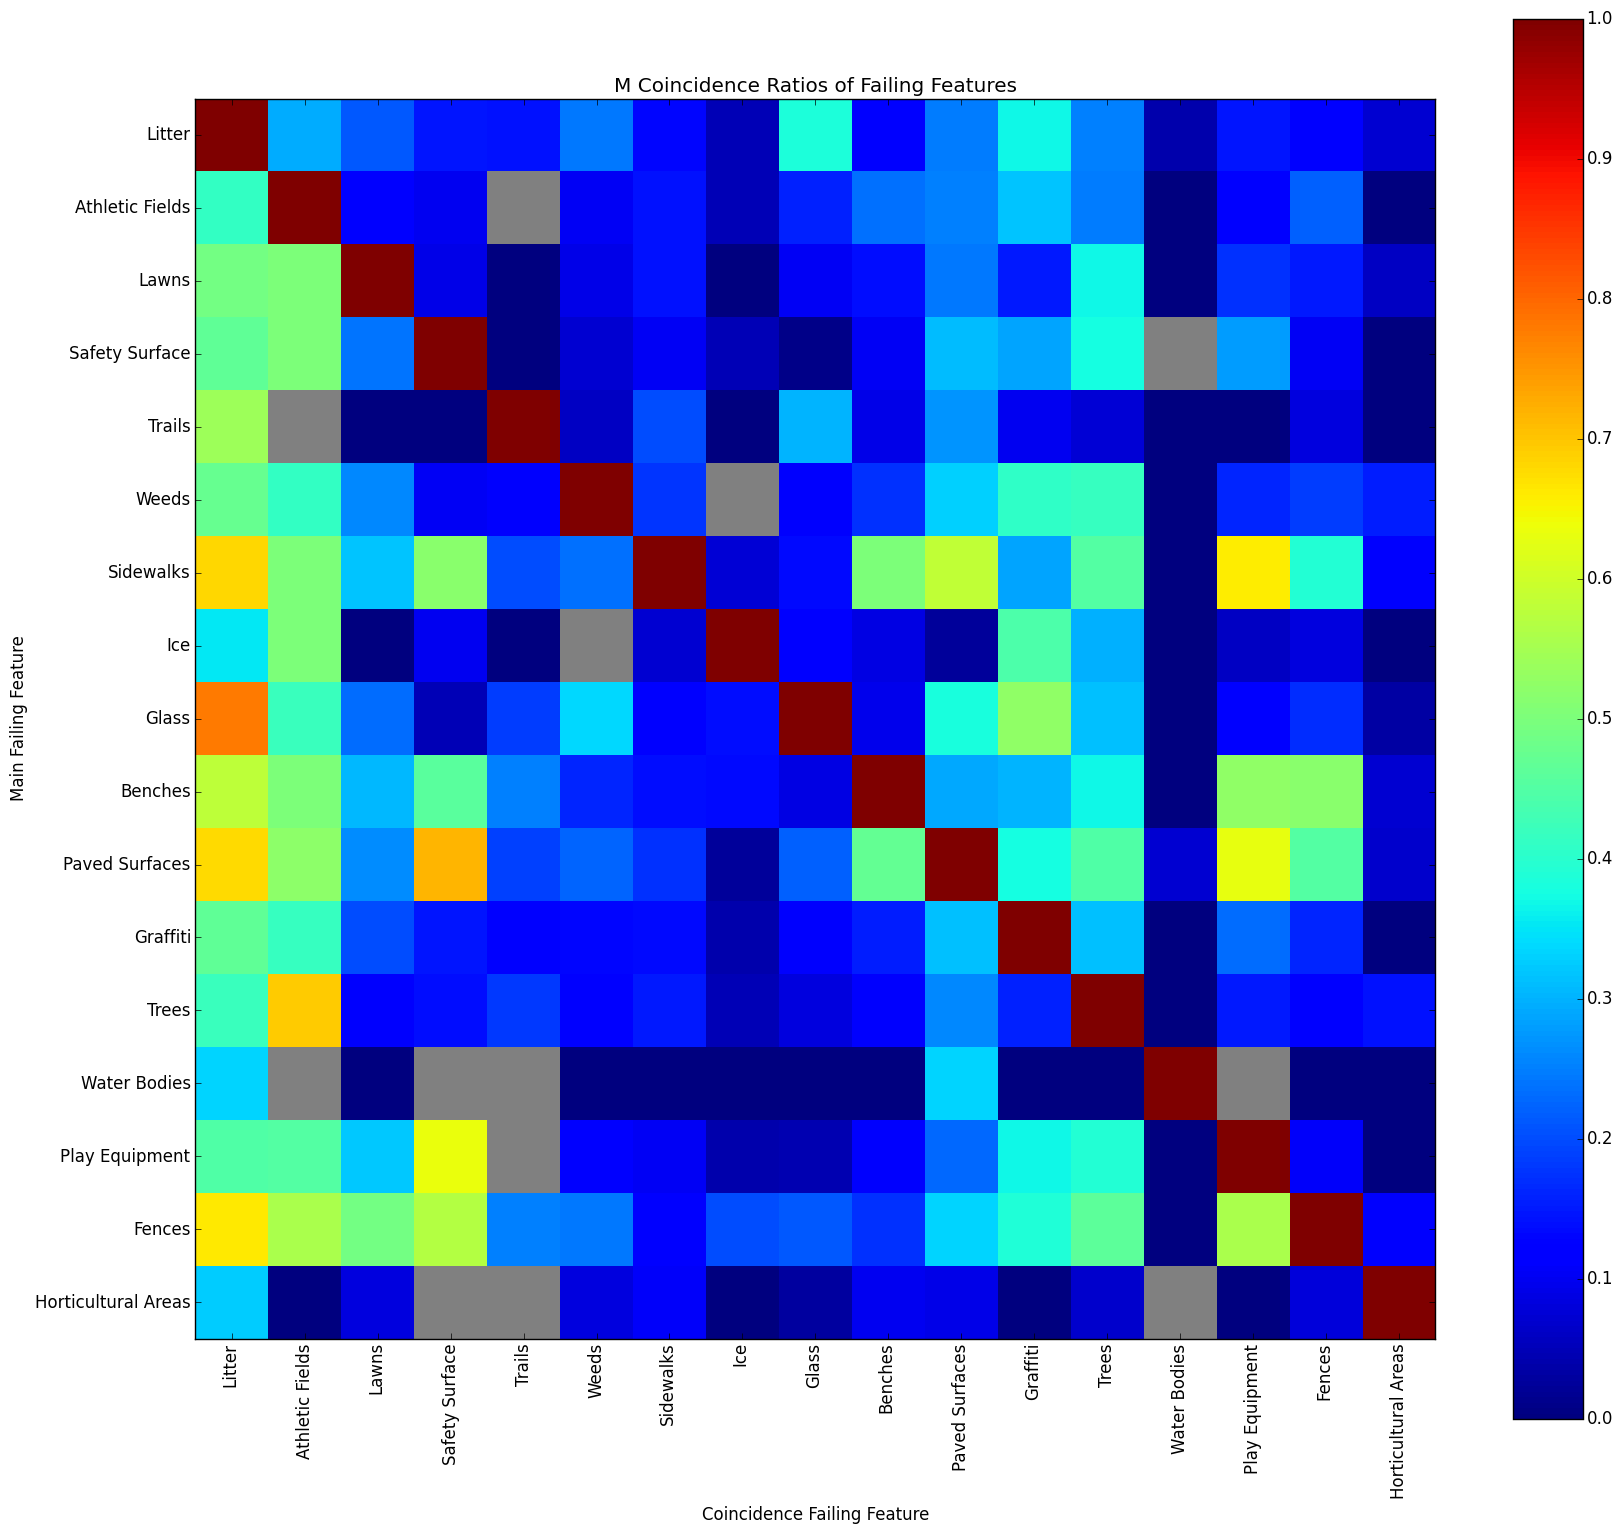 M Coincidence Ratios of Failing Features
Main Failing Feature
Litter
Athletic Fields
Lawns
Safety Surface
Trails
Weeds
Sidewalks
Ice
Glass
Benches
Paved Surfaces
Graffiti
Trees
Water Bodies
Play Equipment
Fences
Horticultural Areas
Litter
Athletic Fields
Lawns
Safety Surface
Trails
Weeds
Sidewalks
Ice
Glass
Benches
Paved Surfaces
Graffiti
Trees
Water Bodies
Play Equipment
Fences
Horticultural Areas
Coincidence Failing Feature
1.0
0.9
0.8
0.7
0.6
0.5
0.4
0.3
0.2
0.1
0.0